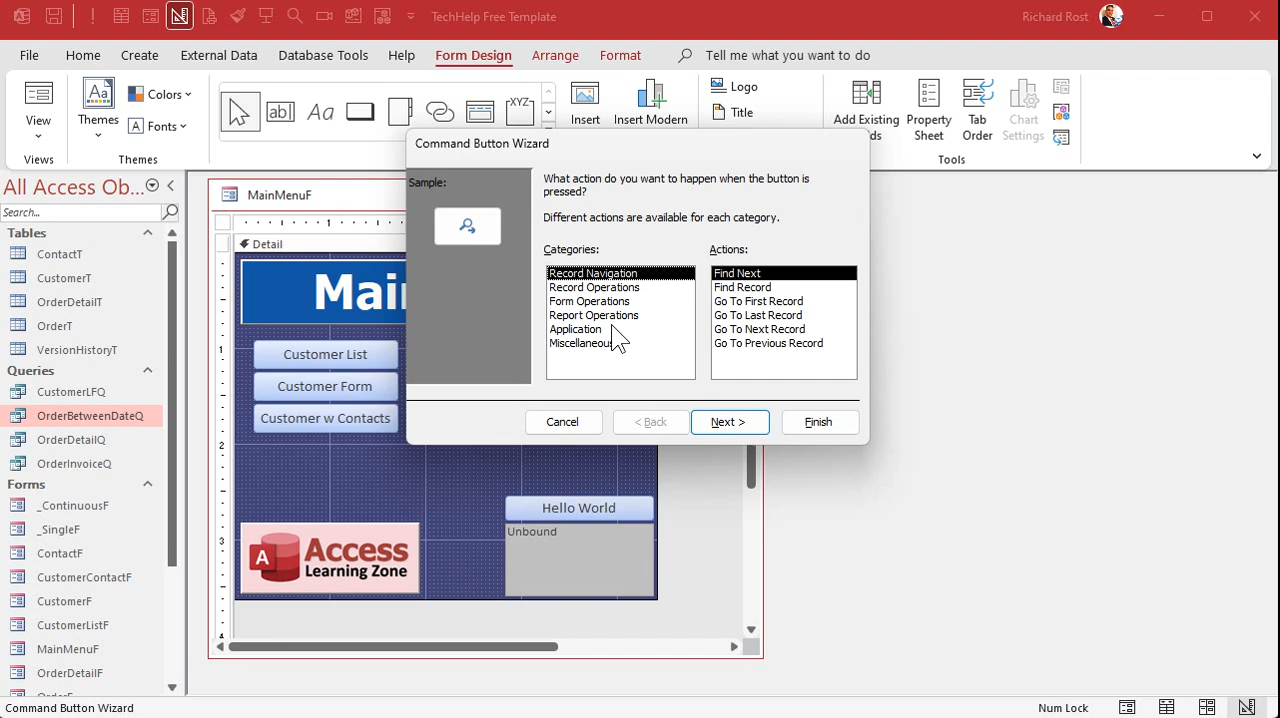 TechHelp Free Template
Richard Rost
File
Home
Create
External Data
Database Tools
Help
Form Design
Arrange
Format
Tell me what you want to do
View
Views
Themes
Colors
Fonts
Themes
Aa
XYZ
Insert
Insert Modern
Logo
Title
Add Existing
Property
Sheet
Tab
Order
Chart
Settings
Tools
All Access Ob...
Search...
Tables
ContactT
CustomerT
OrderDetailT
OrderT
VersionHistoryT
Queries
CustomerLFQ
OrderBetweenDateQ
OrderDetailQ
OrderInvoiceQ
Forms
_ContinuousF
_SingleF
ContactF
CustomerContactF
CustomerF
CustomerListF
MainMenuF
OrderDetailF
MainMenuF
Detail
Customer List
Customer Form
Customer w Contacts
Hello World
Unbound
A Access
Learning Zone
Command Button Wizard
Sample:
What action do you want to happen when the button is
pressed?
Different actions are available for each category.
Categories:
Record Navigation
Record Operations
Form Operations
Report Operations
Application
Miscellaneous
Actions:
Find Next
Find Record
Go To First Record
Go To Last Record
Go To Next Record
Go To Previous Record
Cancel
< Back
Next >
Finish
Command Button Wizard
Num Lock